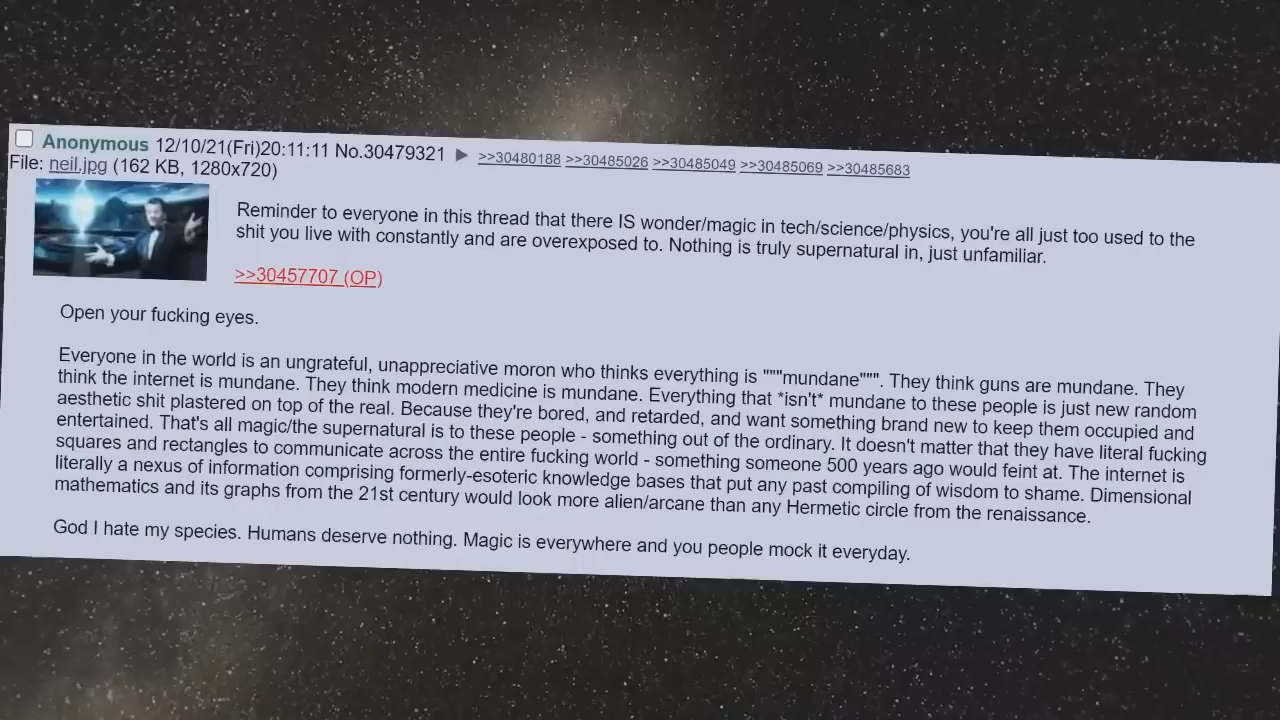 Anonymous 12/10/21(Fri)20:11:11 No.30479321 ▶ >>30480188 >>30485026 >>30485049 >>30485069 >>30485683
File: neil.jpg (162 KB, 1280x720)
Reminder to everyone in this thread that there IS wonder/magic in tech/science/physics, you're all just too used to the
shit you live with constantly and are overexposed to. Nothing is truly supernatural in, just unfamiliar.
>>30457707 (OP)
Open your fucking eyes.
Everyone in the world is an ungrateful, unappreciative moron who thinks everything is """mundane""". They think guns are mundane. They
think the internet is mundane. They think modern medicine is mundane. Everything that *isn't* mundane to these people is just new random
aesthetic shit plastered on top of the real. Because they're bored, and retarded, and want something brand new to keep them occupied and
entertained. That's all magic/the supernatural is to these people - something out of the ordinary. It doesn't matter that they have literal fucking
squares and rectangles to communicate across the entire fucking world - something someone 500 years ago would feint at. The internet is
literally a nexus of information comprising formerly-esoteric knowledge bases that put any past compiling of wisdom to shame. Dimensional
mathematics and its graphs from the 21st century would look more alien/arcane than any Hermetic circle from the renaissance.
God I hate my species. Humans deserve nothing. Magic is everywhere and you people mock it everyday.